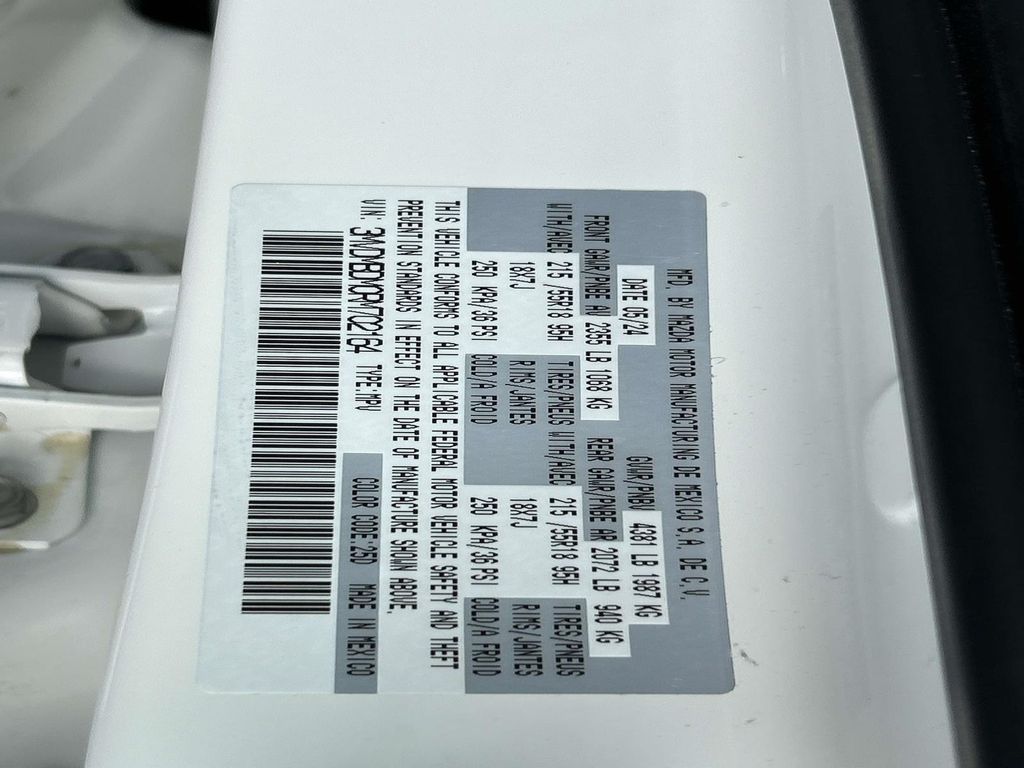 MFD. BY MAZDA MOTOR MANUFACTURING DE MEXICO S.A. DE C.V.
DATE 05/24 GVWR/PNBV 4381 LB 1987 KG
FRONT GAWR/PNBE AV 2355 LB 1068 KG REAR GAWR/PNBE AR 2072 LB 940 KG
WITH/AVEC 215 /55R18 95H TIRES/PNEUS WITH/AVEC 215 /55R18 95H TIRES/PNEUS
18X7J RIMS/JANTES 18X7J RIMS/JANTES
250 KPA/36 PSI COLD/A FROID 250 KPA/36 PSI COLD/A FROID
THIS VEHICLE CONFORMS TO ALL APPLICABLE FEDERAL MOTOR VEHICLE SAFETY AND THEFT
PREVENTION STANDARDS IN EFFECT ON THE DATE OF MANUFACTURE SHOWN ABOVE.
VIN: 3MVDMBDM0RM702164 TYPE:MPV COLOR CODE:25D MADE IN MEXICO